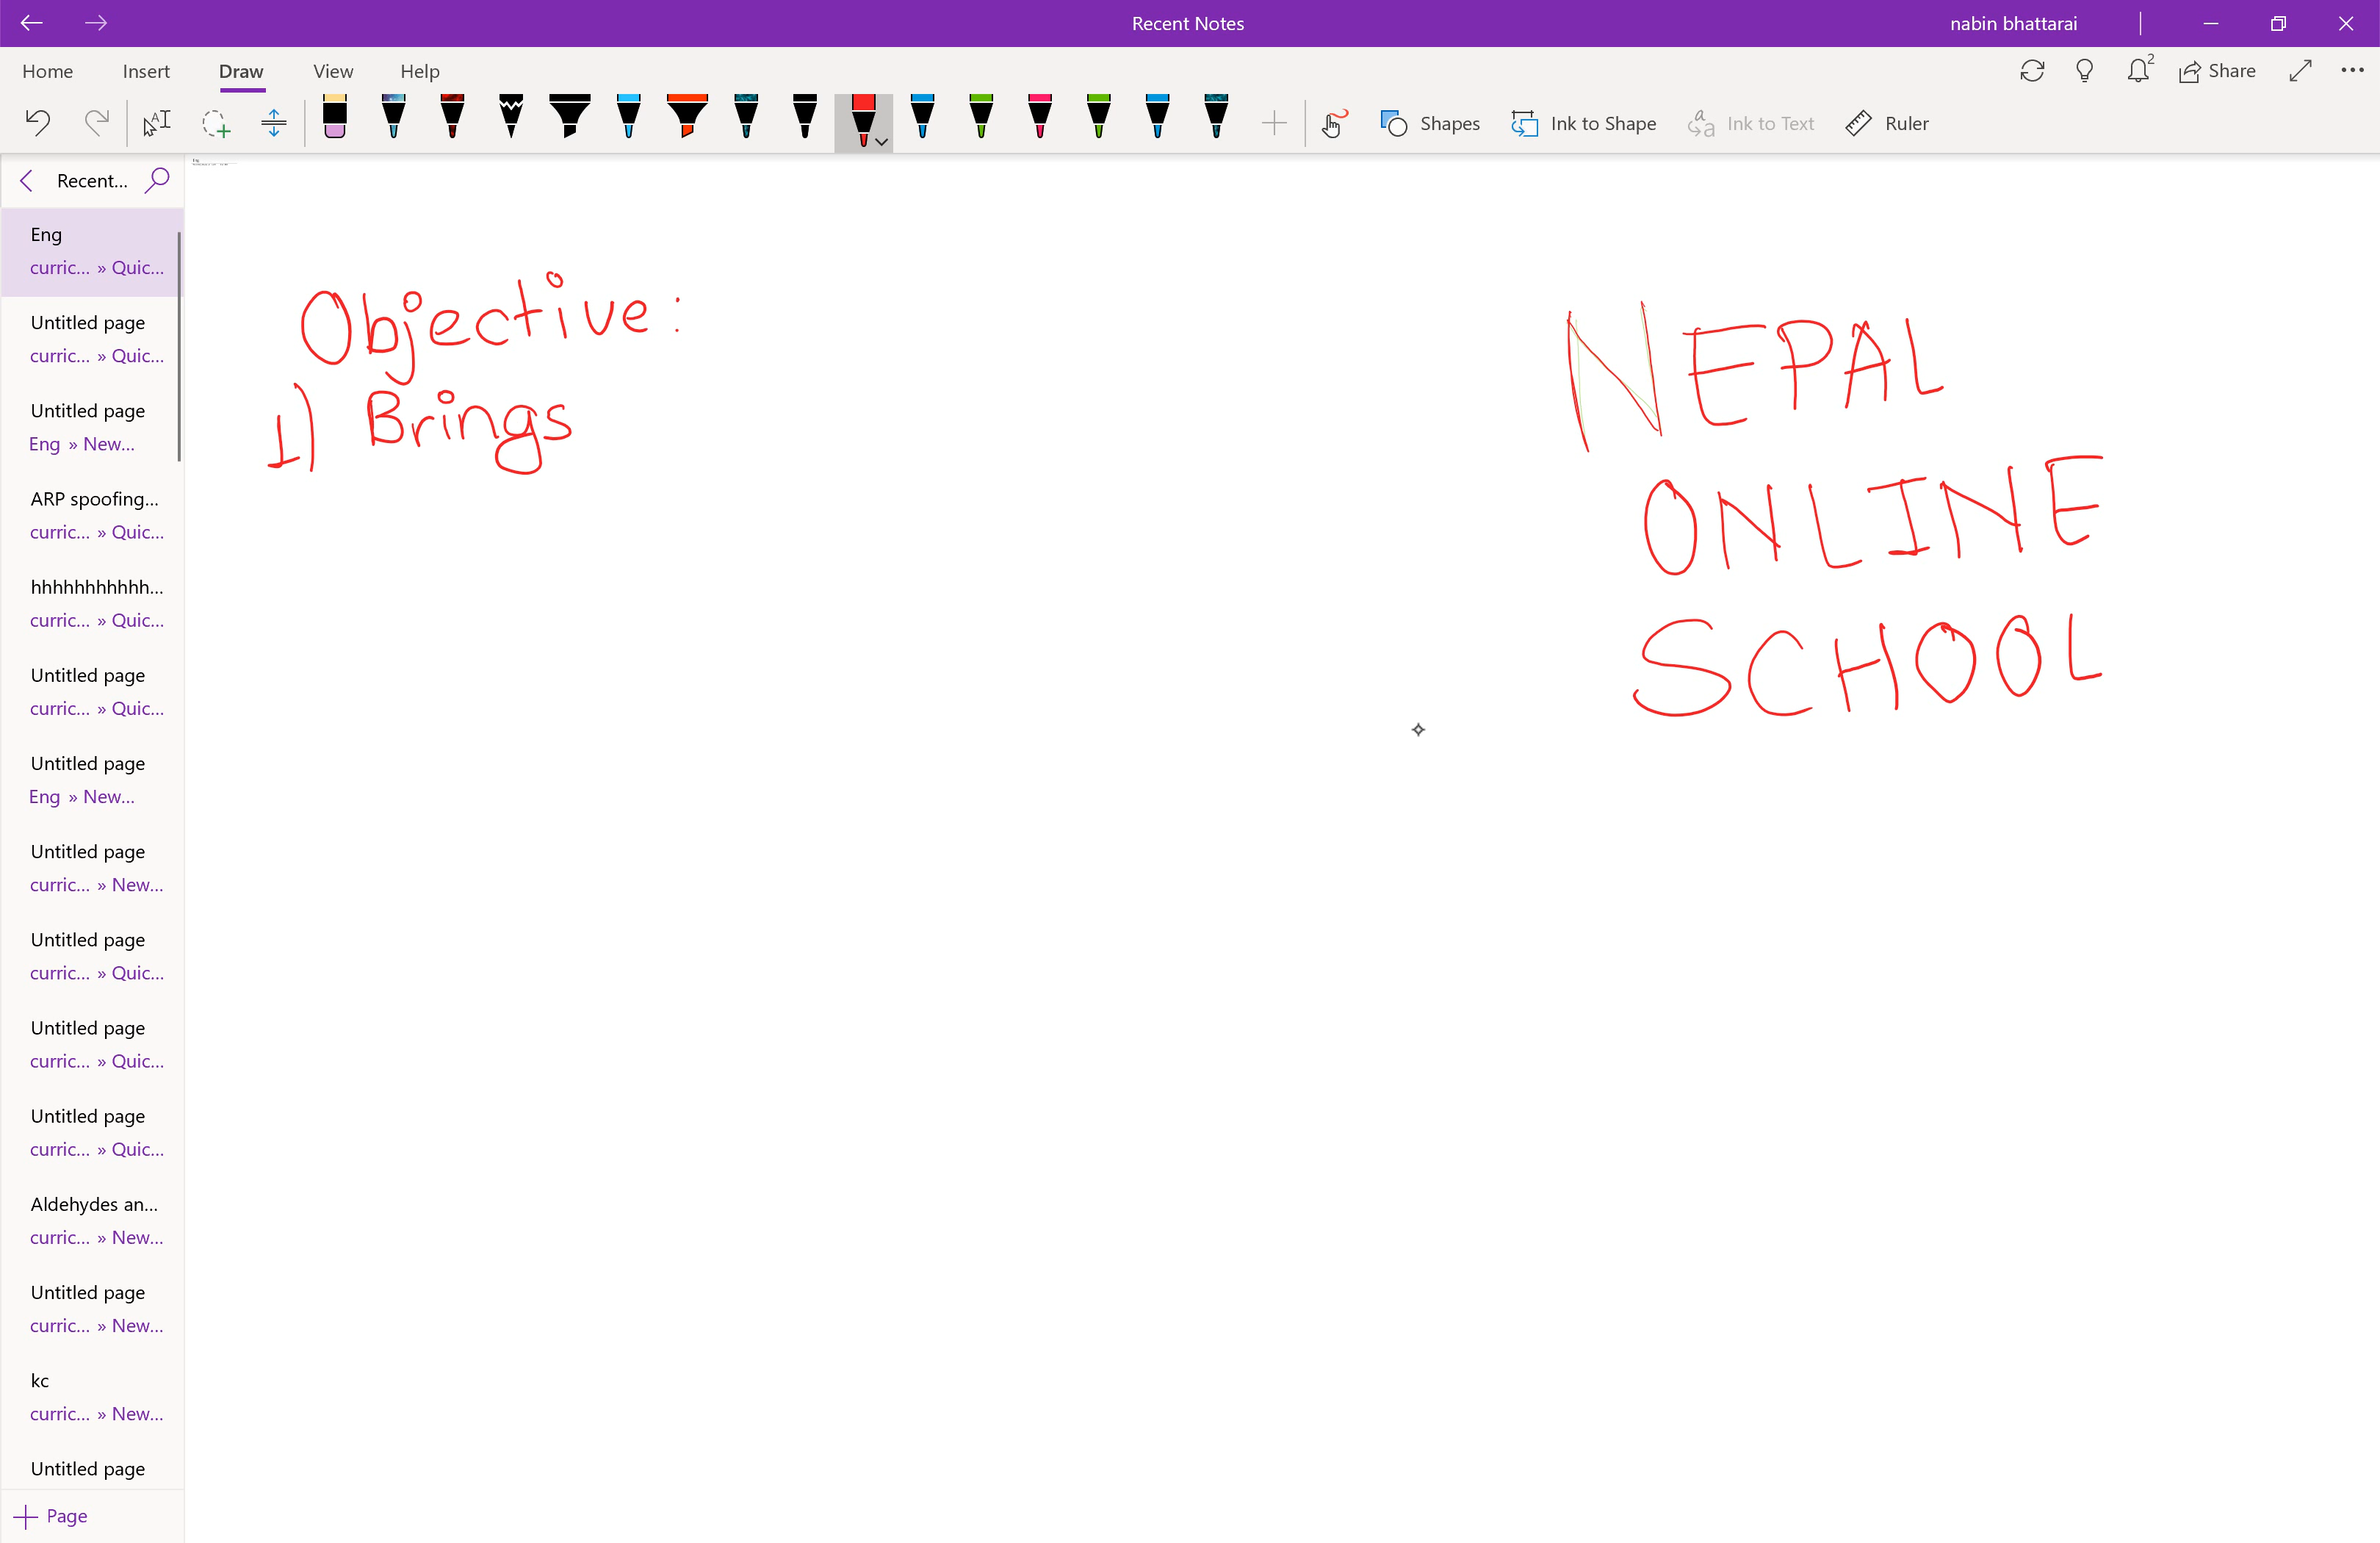 Recent Notes
nabin bhattarai
Home Insert Draw View Help
2
Share
Shapes
Ink to Shape
Ink to Text
Ruler
Recent...
Eng
curric... » Quic...
Untitled page
curric... » Quic...
Untitled page
Eng » New...
ARP spoofing...
curric... » Quic...
hhhhhhhhhhh...
curric... » Quic...
Untitled page
curric... » Quic...
Untitled page
Eng » New...
Untitled page
curric... » New...
Untitled page
curric... » Quic...
Untitled page
curric... » Quic...
Untitled page
curric... » Quic...
Aldehydes an...
curric... » New...
Untitled page
curric... » New...
kc
curric... » New...
Untitled page
Page
Objective:
1) Brings
NEPAL
ONLINE
SCHOOL